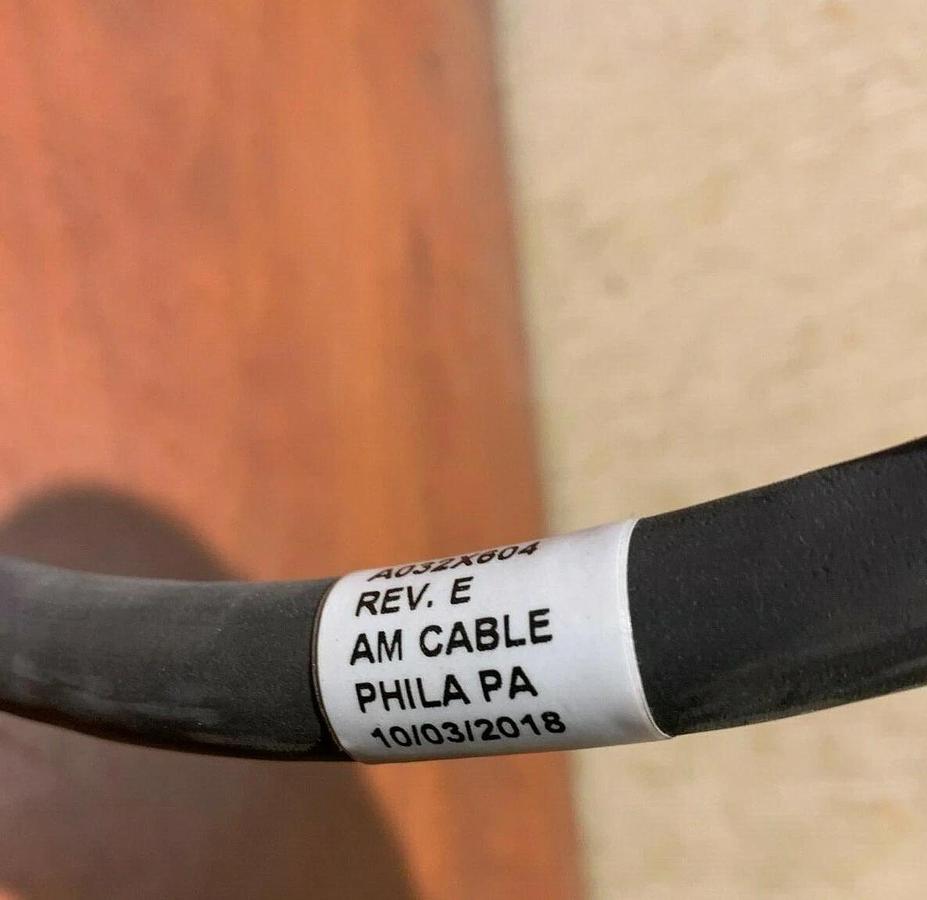 A032X604
REV. E
AM CABLE
PHILA PA
10/03/2018